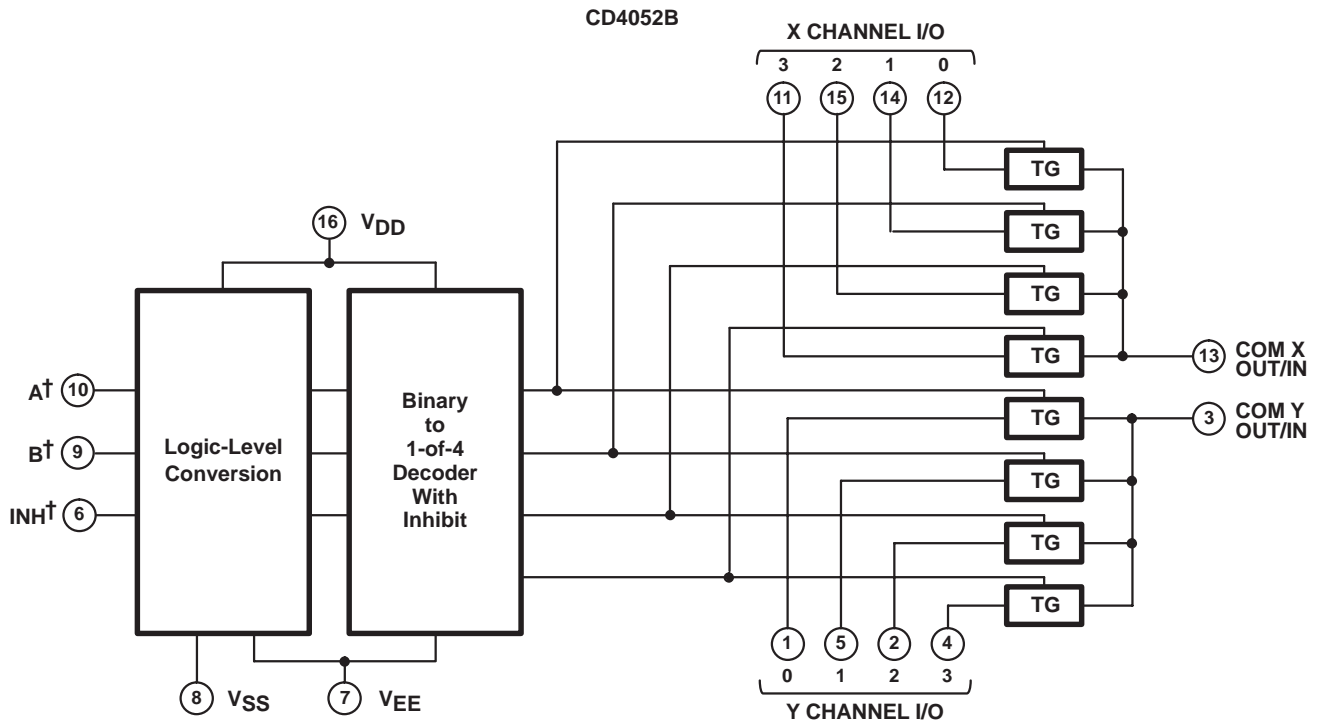 CD4052B
X CHANNEL I/O
3 2 1 0
11 15 14 12
TG
16 VDD
TG
TG
TG
13 COM X
OUT/IN
A† 10
B† 9
INH† 6
Logic-Level
Conversion
Binary
to
1-of-4
Decoder
With
Inhibit
TG
3 COM Y
OUT/IN
TG
TG
TG
1 5 2 4
0 1 2 3
8 VSS
7 VEE
Y CHANNEL I/O